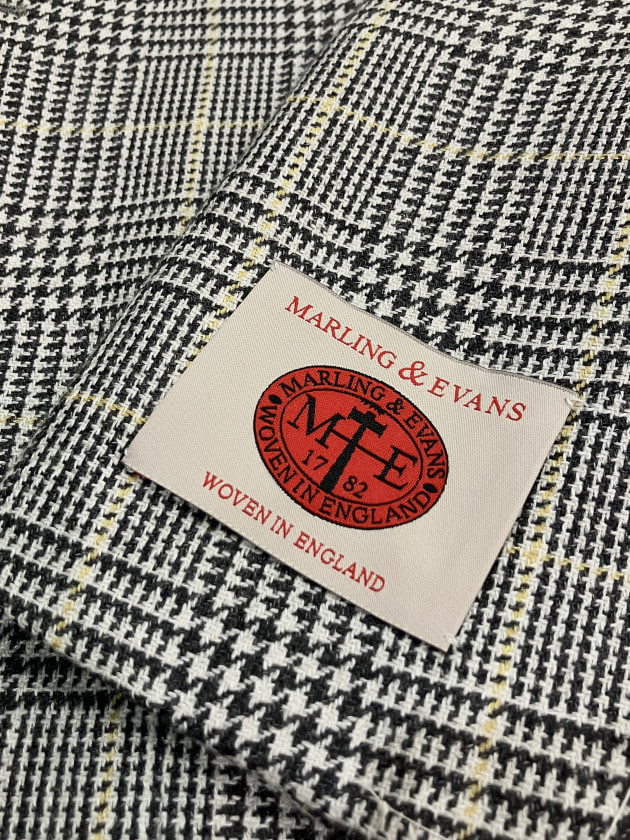 MARLING & EVANS
MARLING & EVANS
M E
17 82
WOVEN IN ENGLAND
WOVEN IN ENGLAND